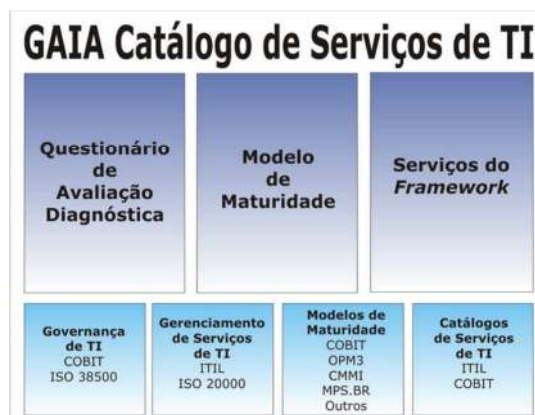 GAIA Catálogo de Serviços de TI
Questionário
de
Avaliação
Diagnóstica
Modelo
de
Maturidade
Serviços do
Framework
Governança
de TI
COBIT
ISO 38500
Gerenciamento
de Serviços
de TI
ITIL
ISO 20000
Modelos de
Maturidade
COBIT
OPM3
CMMI
MPS.BR
Outros
Catálogos
de Serviços
de TI
ITIL
COBIT